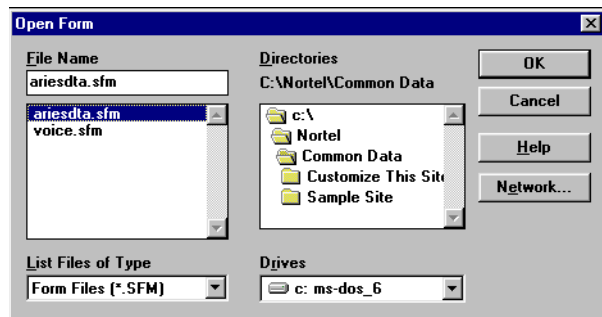 Open Form
File Name
ariesdta.sfm
ariesdta.sfm
voice.sfm
List Files of Type
Form Files (*.SFM)
Directories
C:\Nortel\Common Data
c:\
Nortel
Common Data
Customize This Site
Sample Site
Drives
c: ms-dos_6
OK
Cancel
Help
Network...